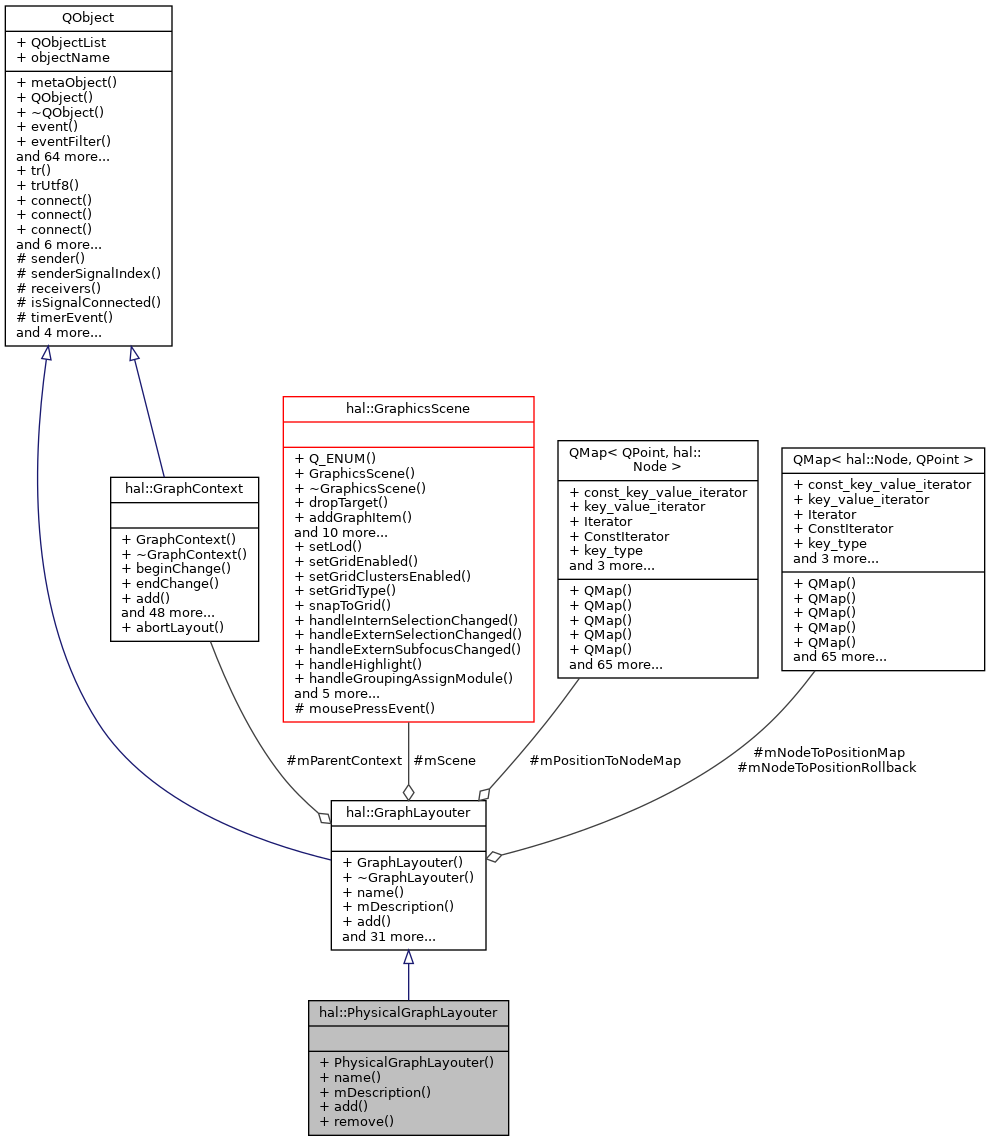 QObject
+ QObjectList
+ objectName
+ metaObject()
+ QObject()
+ ~QObject()
+ event()
+ eventFilter()
and 64 more...
+ tr()
+ trUtf8()
+ connect()
+ connect()
+ connect()
and 6 more...
# sender()
# senderSignalIndex()
# receivers()
# isSignalConnected()
# timerEvent()
and 4 more...
hal::GraphContext
+ GraphContext()
+ ~GraphContext()
+ beginChange()
+ endChange()
+ add()
and 48 more...
+ abortLayout()
hal::GraphicsScene
+ Q_ENUM()
+ GraphicsScene()
+ ~GraphicsScene()
+ dropTarget()
+ addGraphItem()
and 10 more...
+ setLod()
+ setGridEnabled()
+ setGridClustersEnabled()
+ setGridType()
+ snapToGrid()
+ handleInternSelectionChanged()
+ handleExternSelectionChanged()
+ handleExternSubfocusChanged()
+ handleHighlight()
+ handleGroupingAssignModule()
and 5 more...
# mousePressEvent()
QMap< QPoint, hal::
Node >
+ const_key_value_iterator
+ key_value_iterator
+ Iterator
+ ConstIterator
+ key_type
and 3 more...
+ QMap()
+ QMap()
+ QMap()
+ QMap()
+ QMap()
and 65 more...
QMap< hal::Node, QPoint >
+ const_key_value_iterator
+ key_value_iterator
+ Iterator
+ ConstIterator
+ key_type
and 3 more...
+ QMap()
+ QMap()
+ QMap()
+ QMap()
+ QMap()
and 65 more...
#mParentContext
#mScene
#mPositionToNodeMap
#mNodeToPositionMap
#mNodeToPositionRollback
hal::GraphLayouter
+ GraphLayouter()
+ ~GraphLayouter()
+ name()
+ mDescription()
+ add()
and 31 more...
hal::PhysicalGraphLayouter
+ PhysicalGraphLayouter()
+ name()
+ mDescription()
+ add()
+ remove()